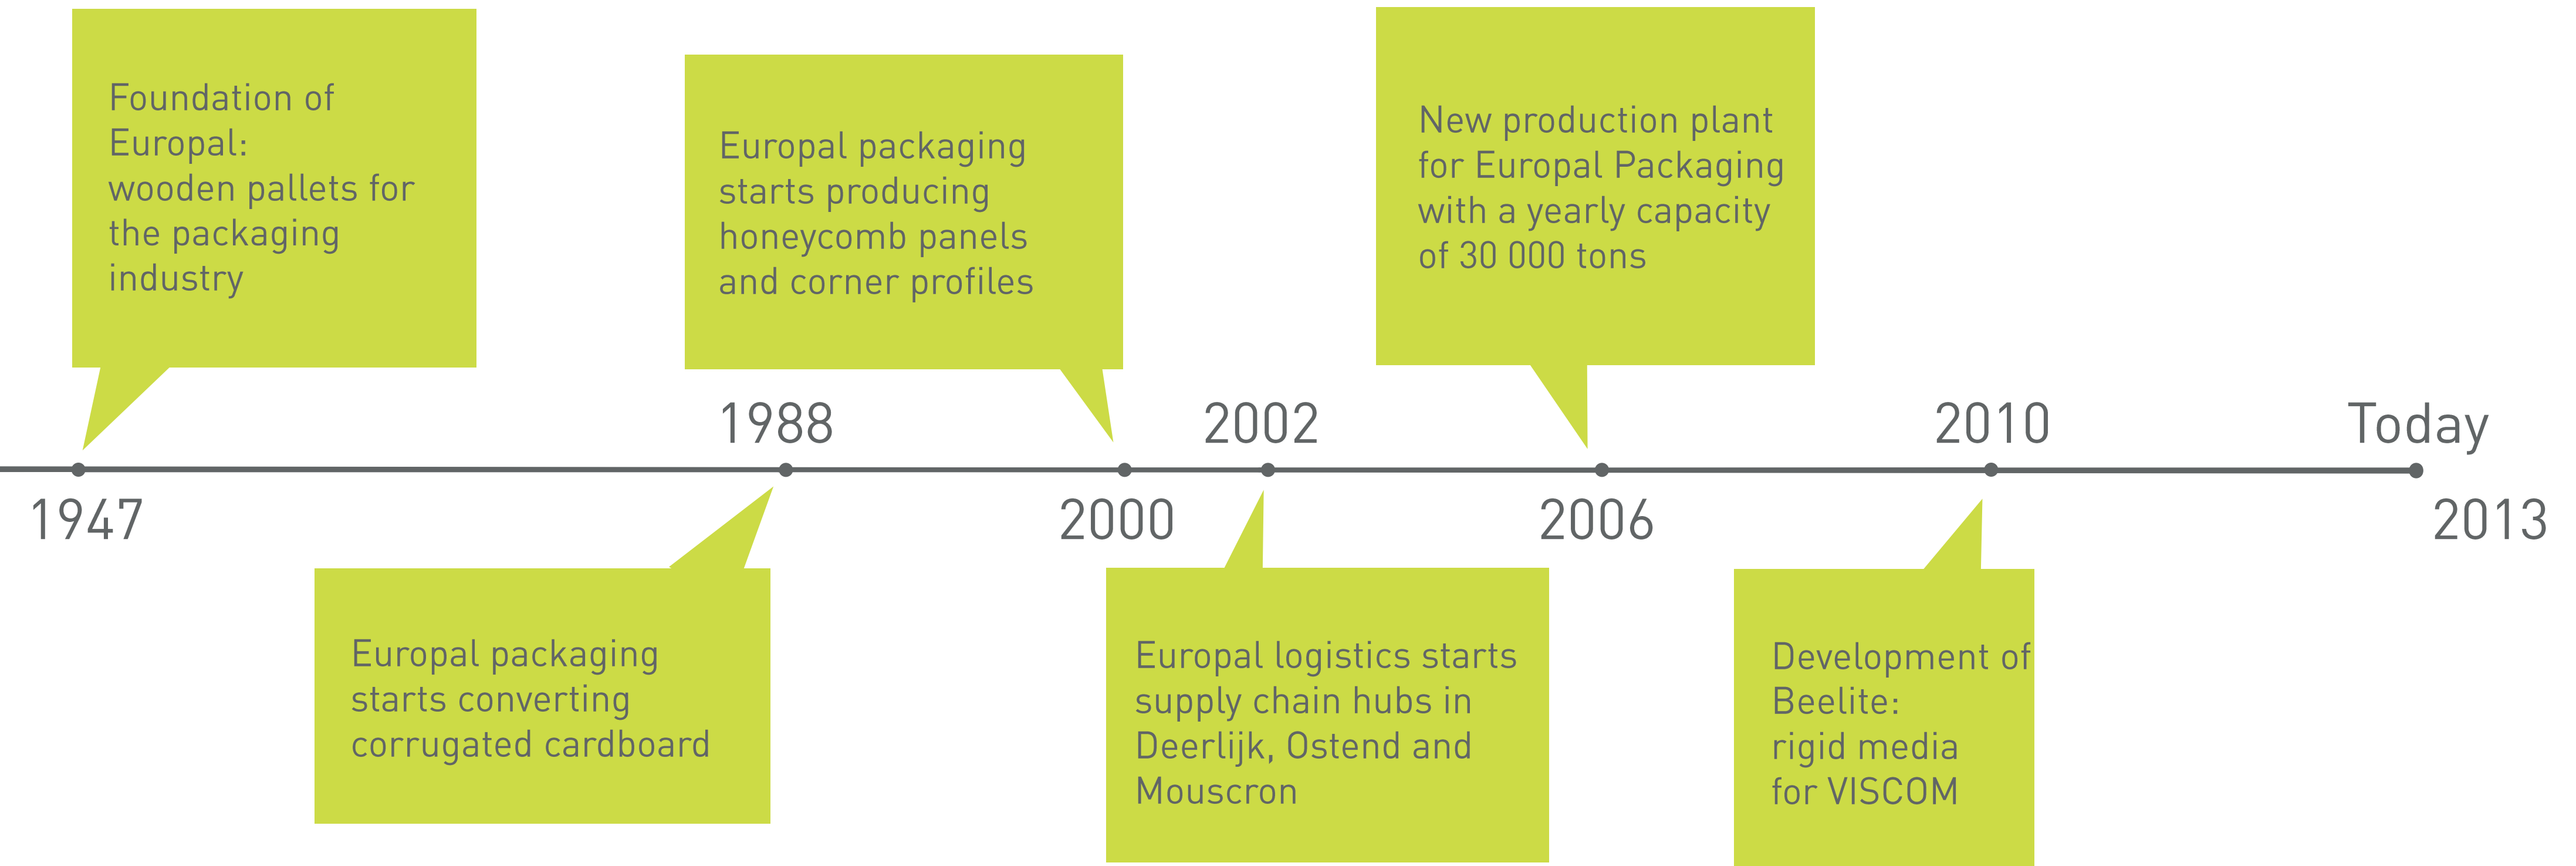 Foundation of
Europal:
wooden pallets for
the packaging
industry
Europal packaging
starts producing
honeycomb panels
and corner profiles
New production plant
for Europal Packaging
with a yearly capacity
of 30 000 tons
1988
2002
2010
Today
1947
2000
2006
2013
Europal packaging
starts converting
corrugated cardboard
Europal logistics starts
supply chain hubs in
Deerlijk, Ostend and
Mouscron
Development of
Beelite:
rigid media
for VISCOM